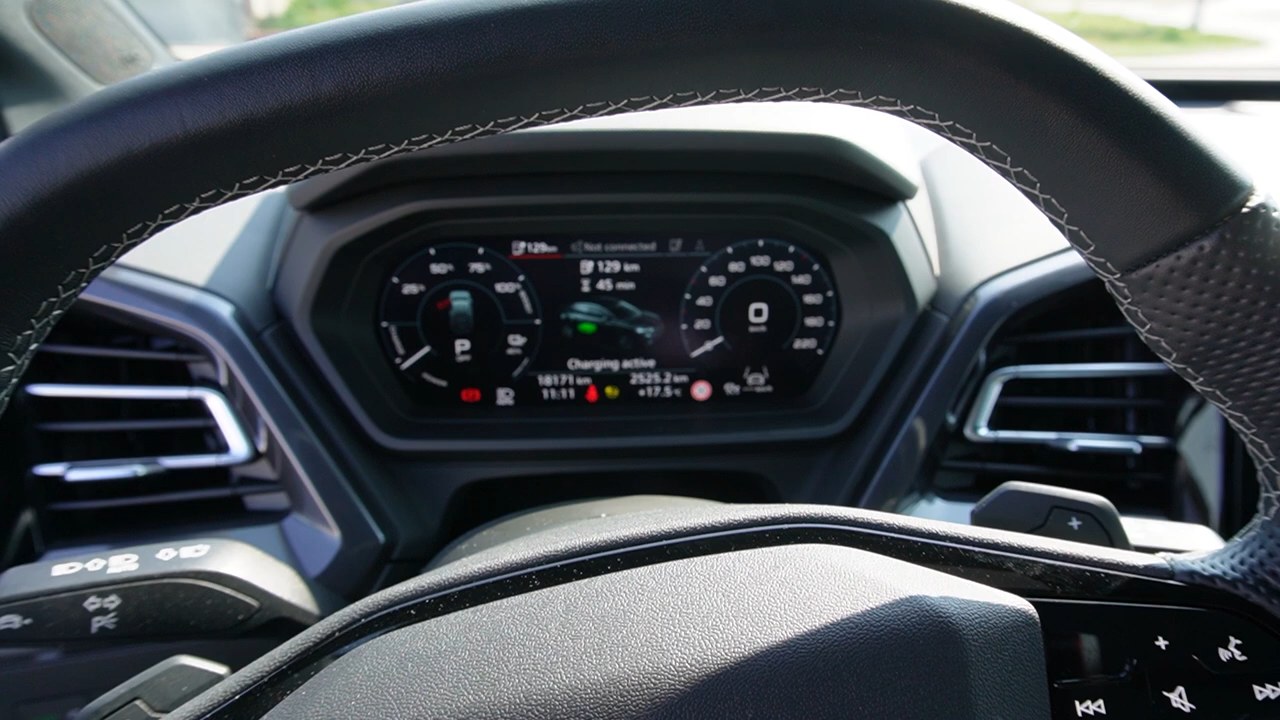 129km Not connected
129 km
45 min
50% 75%
25% 100%
P
80 100 120
60 140
40 160
20 180
0
km/h
220
Charging active
18171 km 2525.2 km
11:11 +17.5°C
+
+